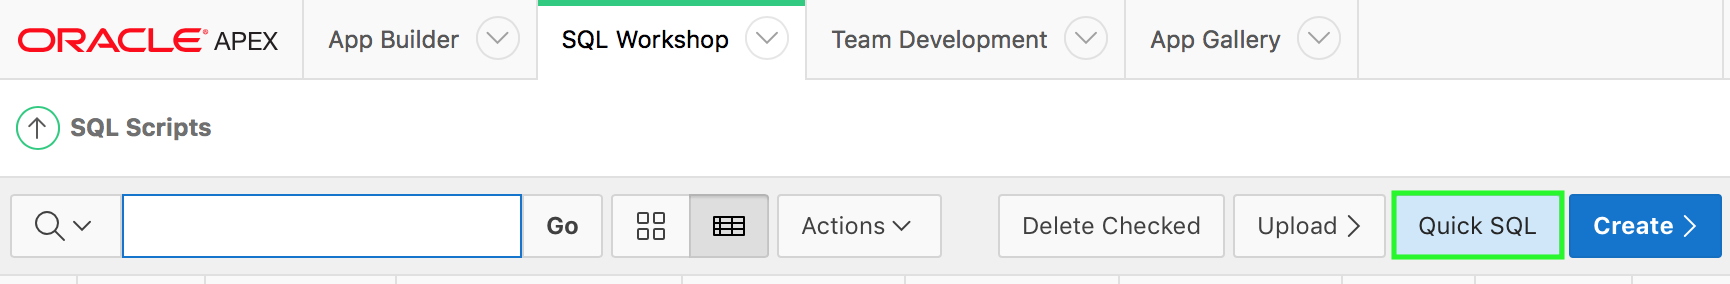 ORACLE APEX App Builder SQL Workshop Team Development App Gallery
SQL Scripts
Go Actions Delete Checked Upload Quick SQL Create